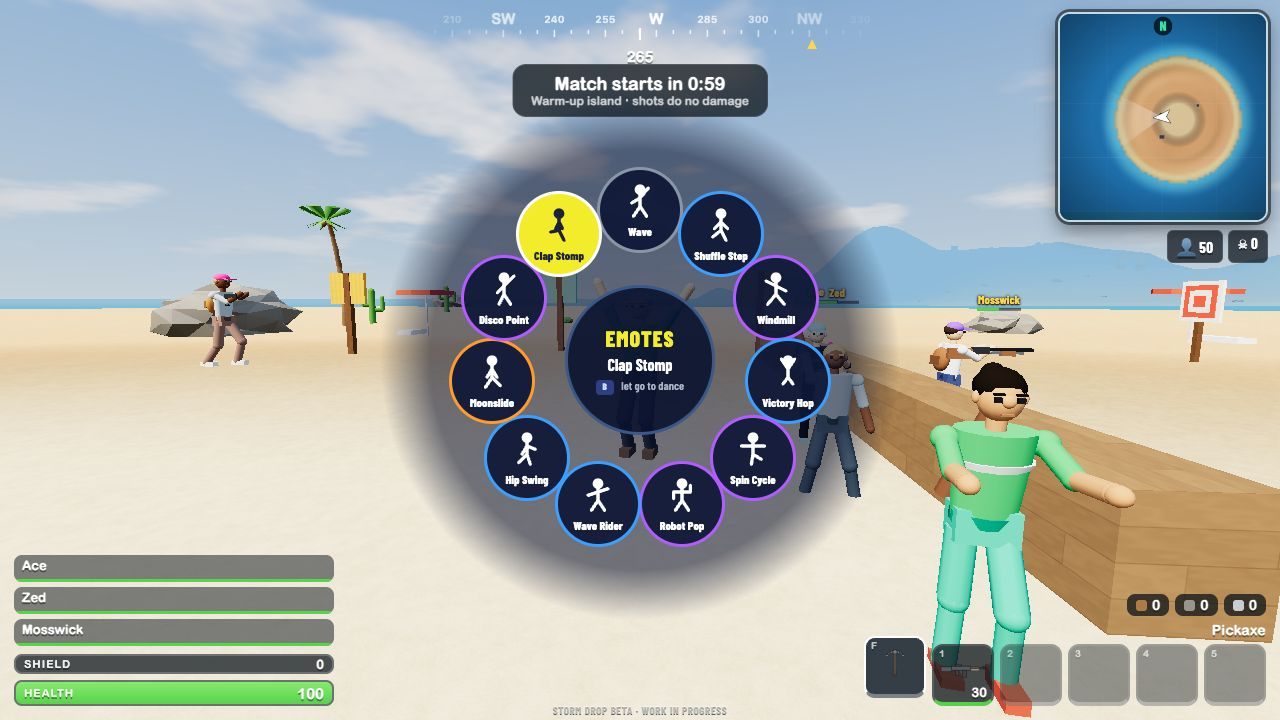 210 SW 240 255 W 285 300 NW 330
265
N
Match starts in 0:59
Warm-up island · shots do no damage
50
0
Wave
Clap Stomp
Shuffle Step
Disco Point
Windmill
Zed
Mosswick
EMOTES
Clap Stomp
B let go to dance
Moonslide
Victory Hop
Hip Swing
Spin Cycle
Wave Rider
Robot Pop
Ace
Zed
Mosswick
SHIELD 0
HEALTH 100
0 0 0
Pickaxe
F 1 2 3 4 5
30
STORM DROP BETA · WORK IN PROGRESS